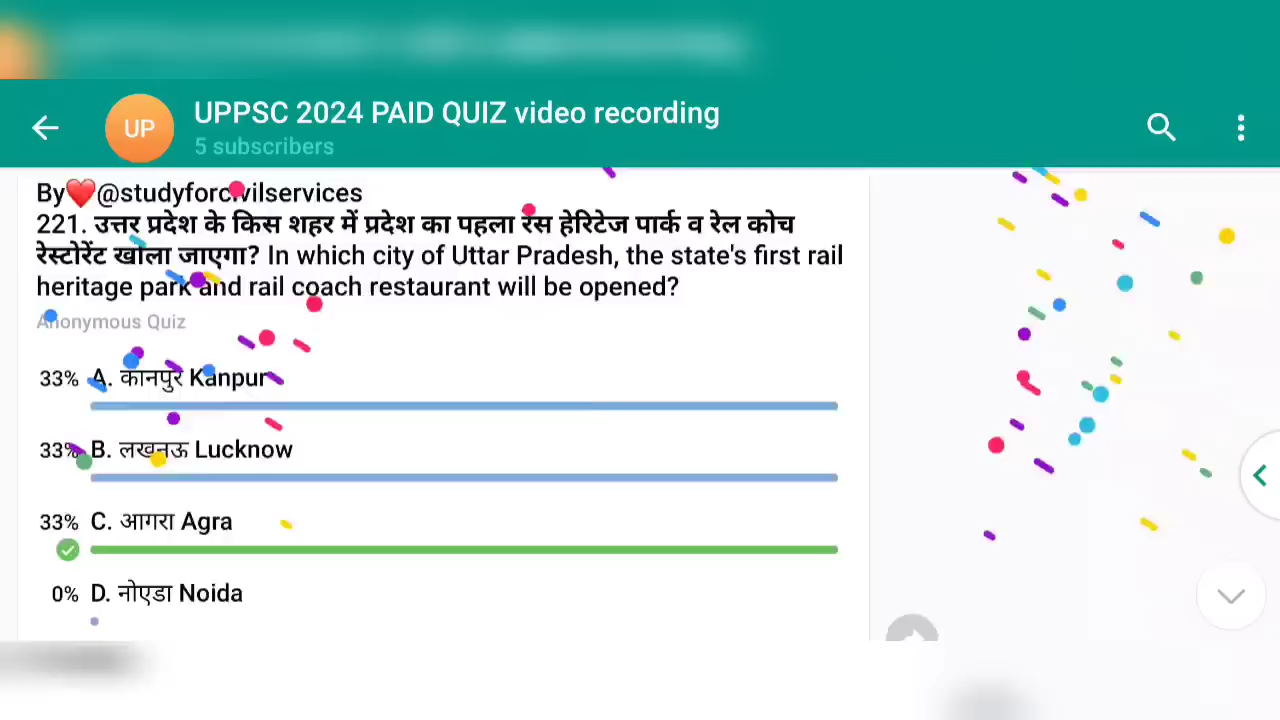 UP
UPPSC 2024 PAID QUIZ video recording
5 subscribers
By❤️@studyforcivilservices
221. उत्तर प्रदेश के किस शहर में प्रदेश का पहला रेल हेरिटेज पार्क व रेल कोच
रेस्टोरेंट खोला जाएगा? In which city of Uttar Pradesh, the state's first rail
heritage park and rail coach restaurant will be opened?
Anonymous Quiz
33% A. कानपुर Kanpur
33% B. लखनऊ Lucknow
33% C. आगरा Agra
0% D. नोएडा Noida